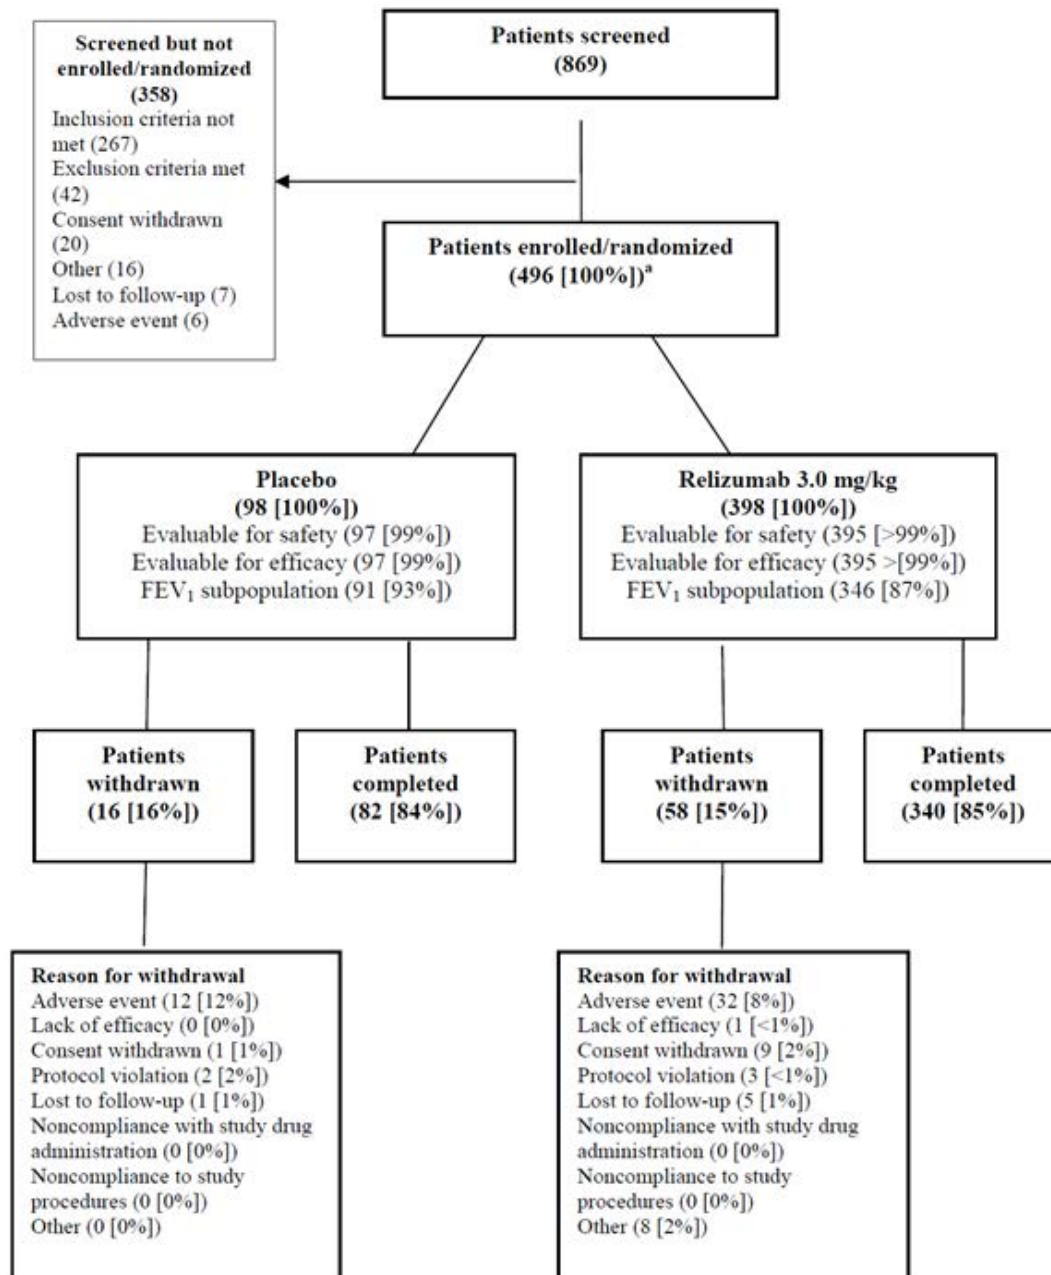 Patients screened
(869)
Screened but not
enrolled/randomized
(358)
Inclusion criteria not
met (267)
Exclusion criteria met
(42)
Consent withdrawn
(20)
Other (16)
Lost to follow-up (7)
Adverse event (6)
Patients enrolled/randomized
(496 [100%])ᵃ
Placebo
(98 [100%])
Evaluable for safety (97 [99%])
Evaluable for efficacy (97 [99%])
FEV₁ subpopulation (91 [93%])
Relizumab 3.0 mg/kg
(398 [100%])
Evaluable for safety (395 [>99%])
Evaluable for efficacy (395 >[99%])
FEV₁ subpopulation (346 [87%])
Patients
withdrawn
(16 [16%])
Patients
completed
(82 [84%])
Patients
withdrawn
(58 [15%])
Patients
completed
(340 [85%])
Reason for withdrawal
Adverse event (12 [12%])
Lack of efficacy (0 [0%])
Consent withdrawn (1 [1%])
Protocol violation (2 [2%])
Lost to follow-up (1 [1%])
Noncompliance with study drug
administration (0 [0%])
Noncompliance to study
procedures (0 [0%])
Other (0 [0%])
Reason for withdrawal
Adverse event (32 [8%])
Lack of efficacy (1 [<1%])
Consent withdrawn (9 [2%])
Protocol violation (3 [<1%])
Lost to follow-up (5 [1%])
Noncompliance with study drug
administration (0 [0%])
Noncompliance to study
procedures (0 [0%])
Other (8 [2%])